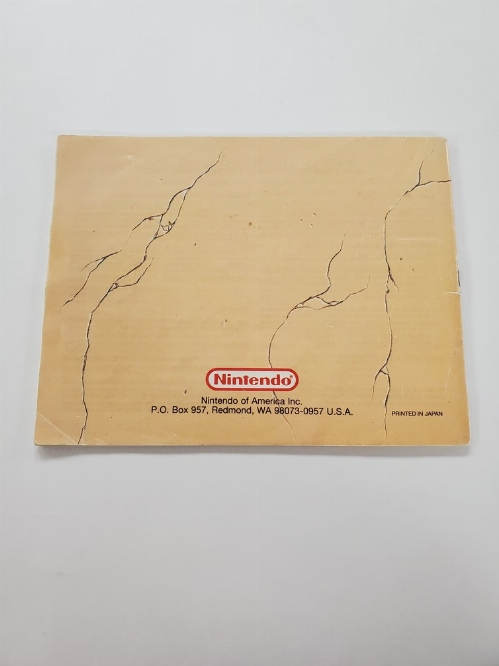 Nintendo®
Nintendo of America Inc.
P.O. Box 957, Redmond, WA 98073-0957 U.S.A.
PRINTED IN JAPAN